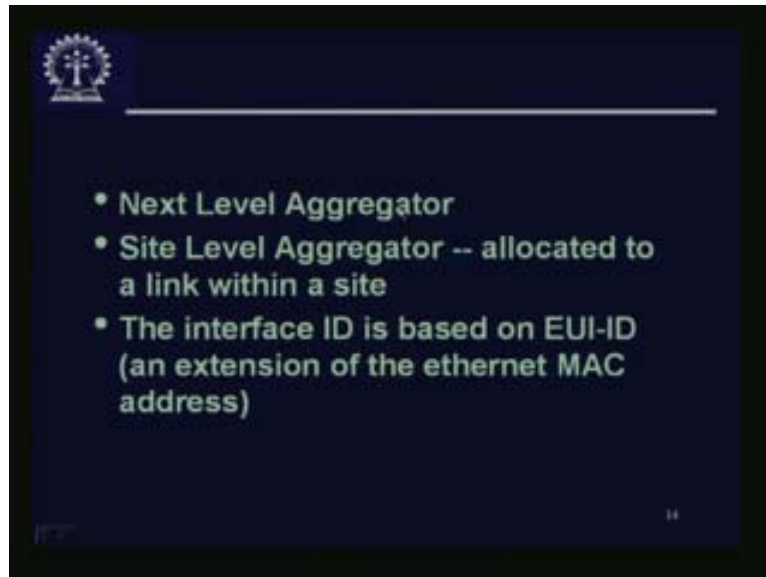 • Next Level Aggregator
• Site Level Aggregator -- allocated to
a link within a site
• The interface ID is based on EUI-ID
(an extension of the ethernet MAC
address)
14